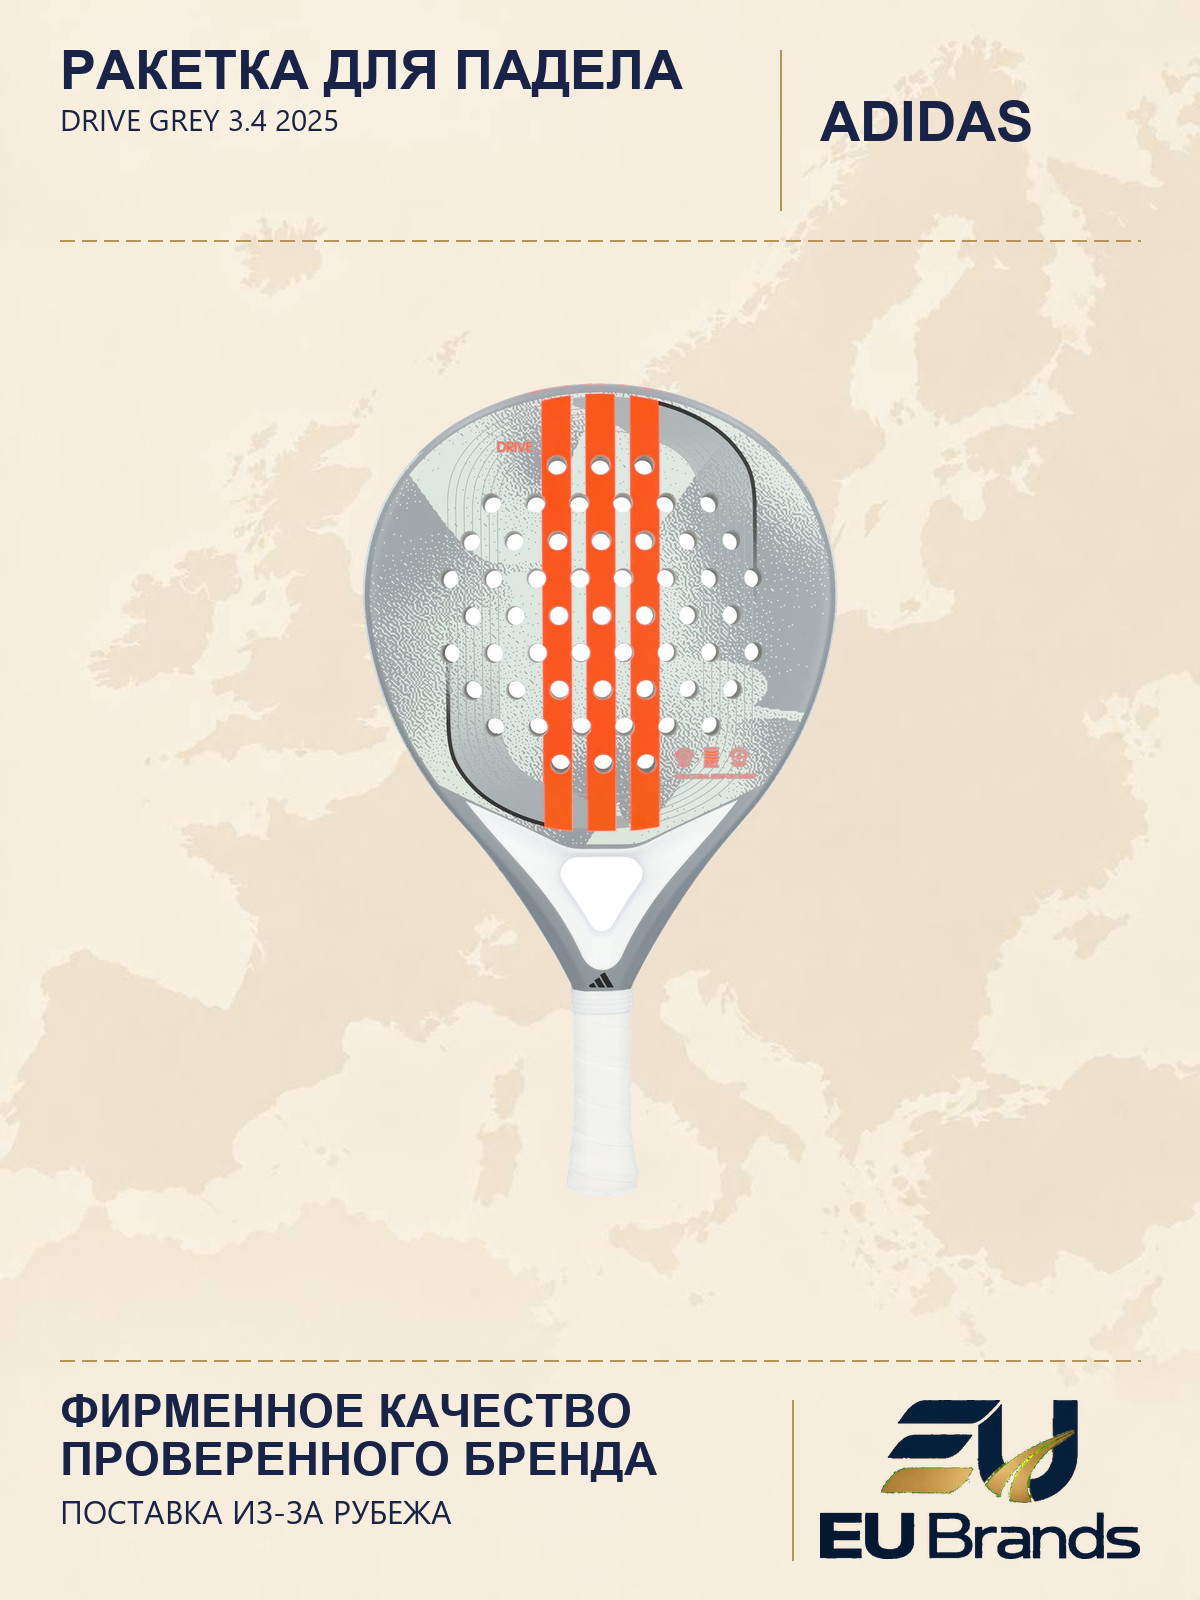 РАКЕТКА ДЛЯ ПАДЕЛА
DRIVE GREY 3.4 2025
ADIDAS
DRIVE
ФИРМЕННОЕ КАЧЕСТВО
ПРОВЕРЕННОГО БРЕНДА
ПОСТАВКА ИЗ-ЗА РУБЕЖА
EU
EU Brands